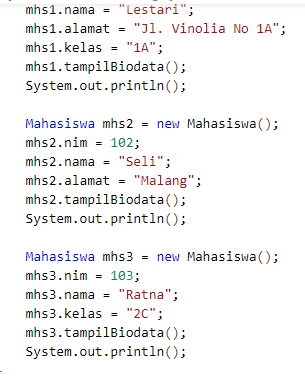 mhs1.nama = "Lestari";
mhs1.alamat = "Jl. Vinolia No 1A";
mhs1.kelas = "1A";
mhs1.tampilBiodata();
System.out.println();

Mahasiswa mhs2 = new Mahasiswa();
mhs2.nim = 102;
mhs2.nama = "Seli";
mhs2.alamat = "Malang";
mhs2.tampilBiodata();
System.out.println();

Mahasiswa mhs3 = new Mahasiswa();
mhs3.nim = 103;
mhs3.nama = "Ratna";
mhs3.kelas = "2C";
mhs3.tampilBiodata();
System.out.println();